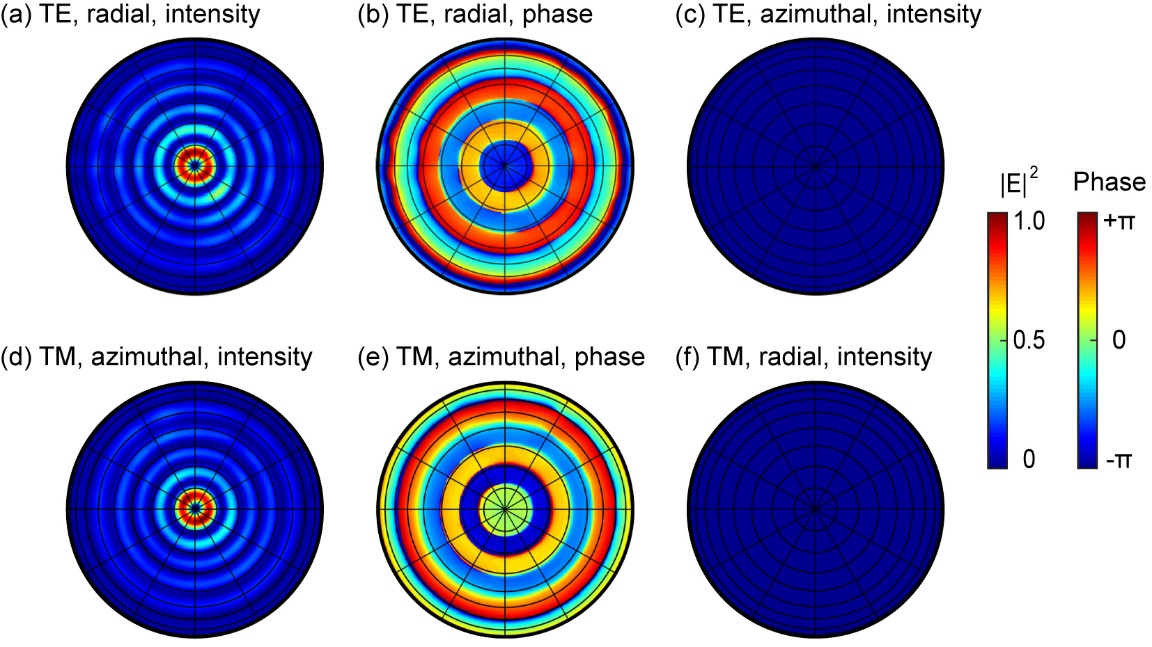 (a) TE, radial, intensity
(b) TE, radial, phase
(c) TE, azimuthal, intensity
|E|²
Phase
1.0
+π
0.5
0
0
-π
(d) TM, azimuthal, intensity
(e) TM, azimuthal, phase
(f) TM, radial, intensity